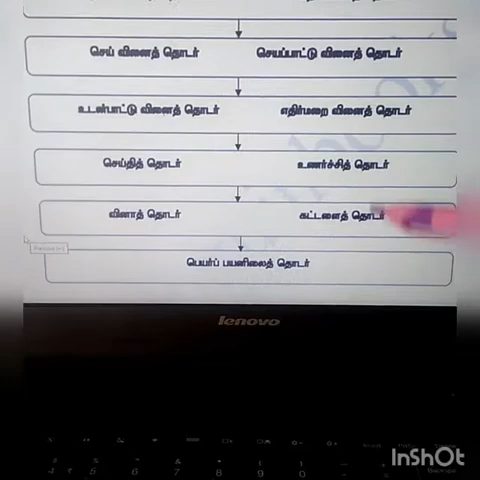 செய் வினைத் தொடர் செயப்பாட்டு வினைத் தொடர்
உடன்பாட்டு வினைத் தொடர் எதிர்மறை வினைத் தொடர்
செய்தித் தொடர் உணர்ச்சித் தொடர்
வினாத் தொடர் கட்டளைத் தொடர்
பெயர்ப் பயனிலைத் தொடர்
lenovo
InShOt